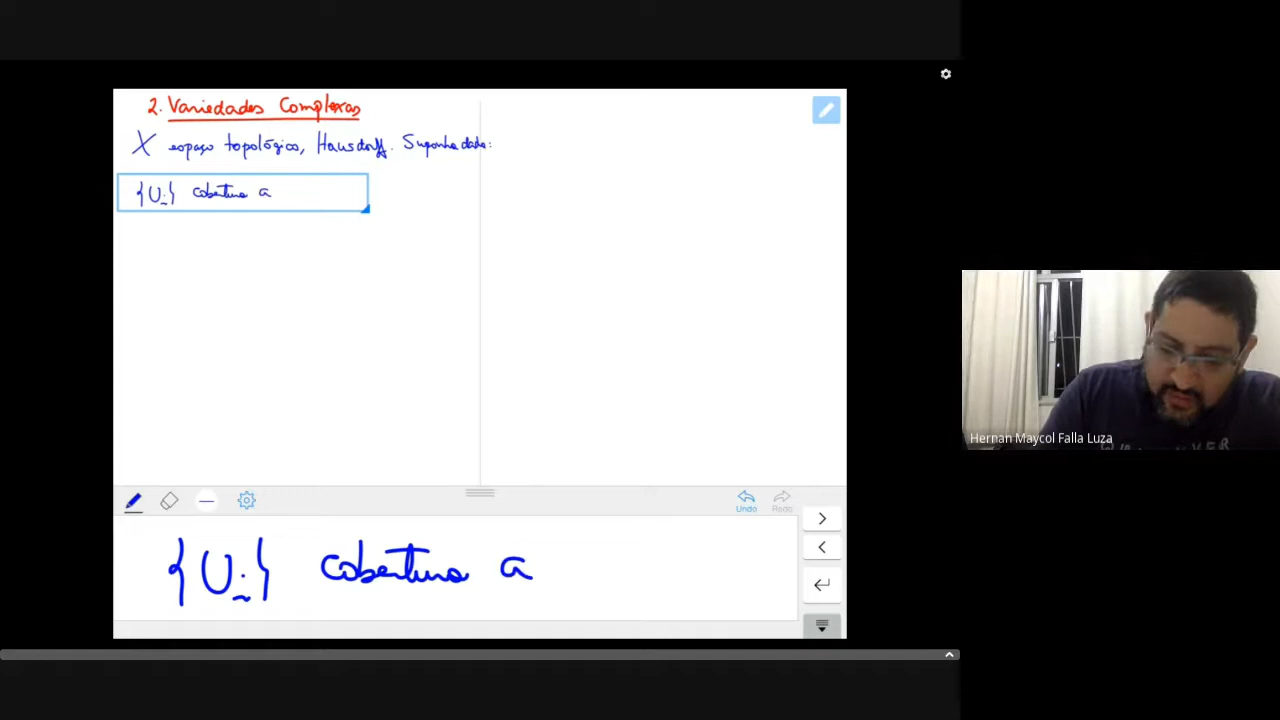 2. Variedades Complexas
X espaço topológico, Hausdorff. Suponha dado:
{Ui} cobertura a
Undo
Redo
{Ui} cobertura a
Hernan Maycol Falla Luza